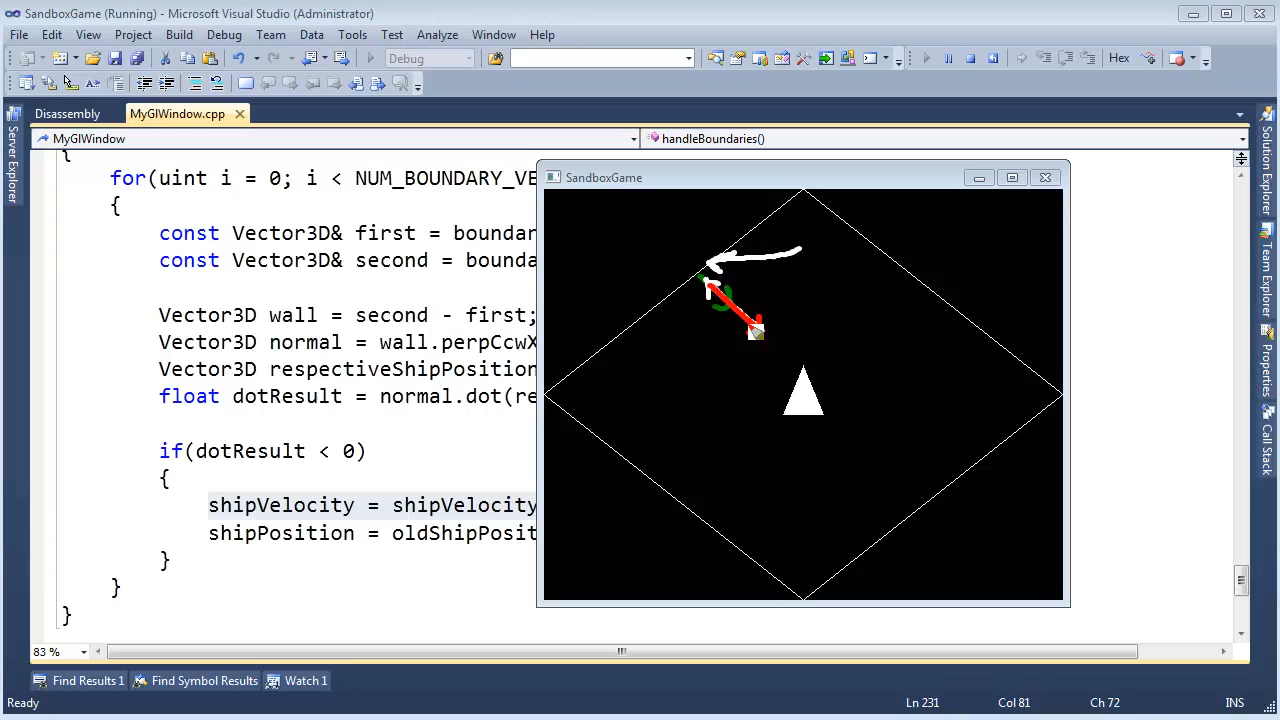 SandboxGame (Running) - Microsoft Visual Studio (Administrator)
File Edit View Project Build Debug Team Data Tools Test Analyze Window Help
Debug
Hex
Disassembly MyGlWindow.cpp
MyGlWindow handleBoundaries()
{
for(uint i = 0; i < NUM_BOUNDARY_VE
{
const Vector3D& first = boundar
const Vector3D& second = bounda
Vector3D wall = second - first;
Vector3D normal = wall.perpCcwX
Vector3D respectiveShipPosition
float dotResult = normal.dot(re
if(dotResult < 0)
{
shipVelocity = shipVelocity
shipPosition = oldShipPosit
}
}
}
SandboxGame
Server Explorer
Solution Explorer
Team Explorer
Properties
Call Stack
83 %
Find Results 1 Find Symbol Results Watch 1
Ready Ln 231 Col 81 Ch 72 INS